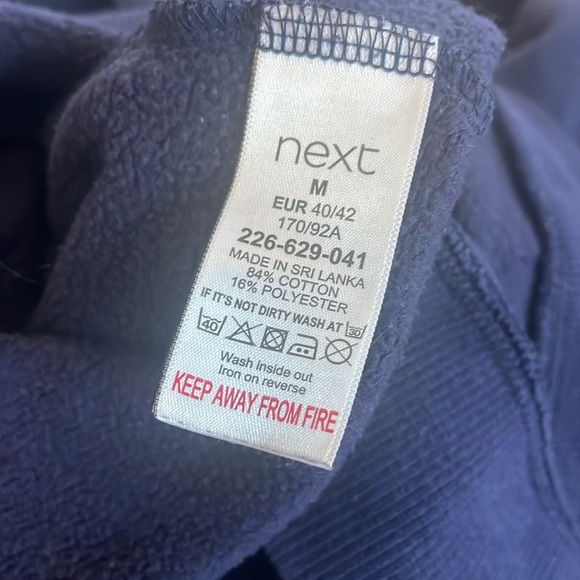 next
M
EUR 40/42
170/92A
226-629-041
MADE IN SRI LANKA
84% COTTON
16% POLYESTER
IF IT'S NOT DIRTY WASH AT 30
40
Wash Inside out
Iron on reverse
KEEP AWAY FROM FIRE